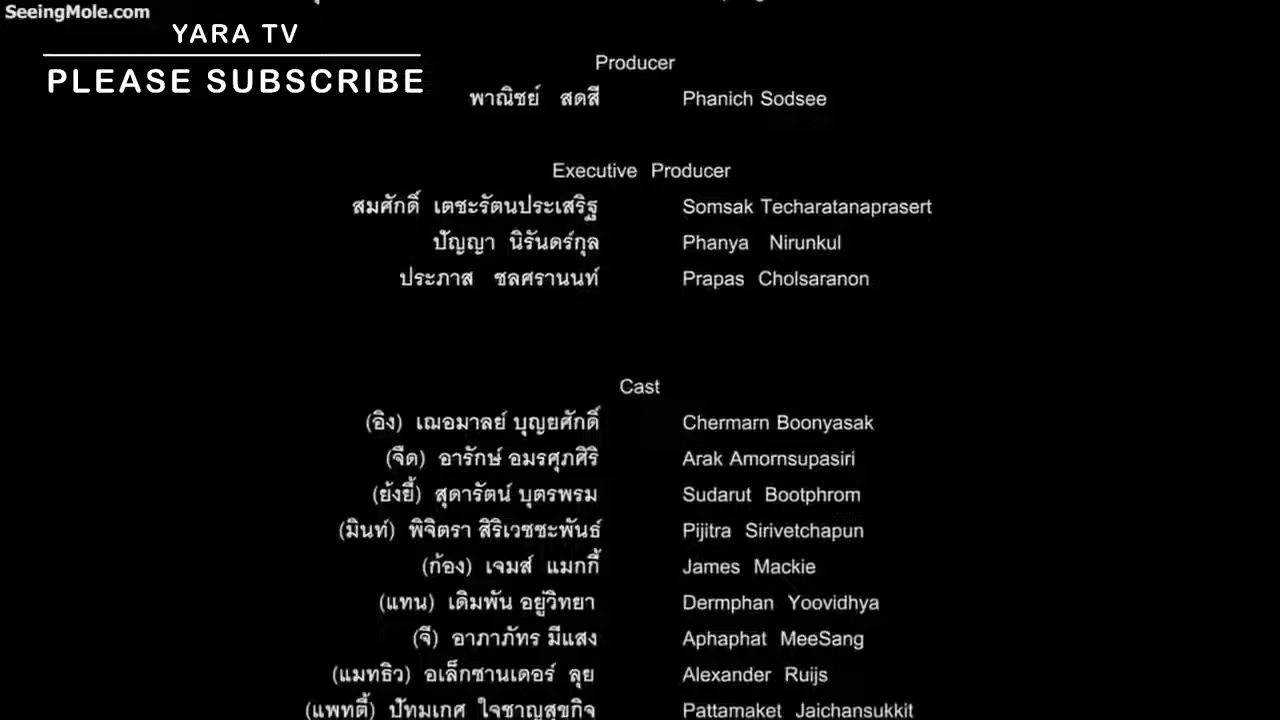 SeeingMole.com
YARA TV
PLEASE SUBSCRIBE
Producer
พาณิชย์ สดสี Phanich Sodsee
Executive Producer
สมศักดิ์ เตชะรัตนประเสริฐ Somsak Techaratanaprasert
ปัญญา นิรันดร์กุล Phanya Nirunkul
ประภาส ชลศรานนท์ Prapas Cholsaranon
Cast
(อิง) เฌอมาลย์ บุญยศักดิ์ Chermarn Boonyasak
(จืด) อารักษ์ อมรศุภศิริ Arak Amornsupasiri
(ย้งยี้) สุดารัตน์ บุตรพรม Sudarut Bootphrom
(มินท์) พิจิตรา สิริเวชชะพันธ์ Pijitra Sirivetchapun
(ก้อง) เจมส์ แมกกี้ James Mackie
(แทน) เดิมพัน อยู่วิทยา Dermphan Yoovidhya
(จี) อาภาภัทร มีแสง Aphaphat MeeSang
(แมทธิว) อเล็กซานเดอร์ ลุย Alexander Ruijs
(แพทตี้) ปัทมเกศ ใจชาญสุขกิจ Pattamaket Jaichansukkit